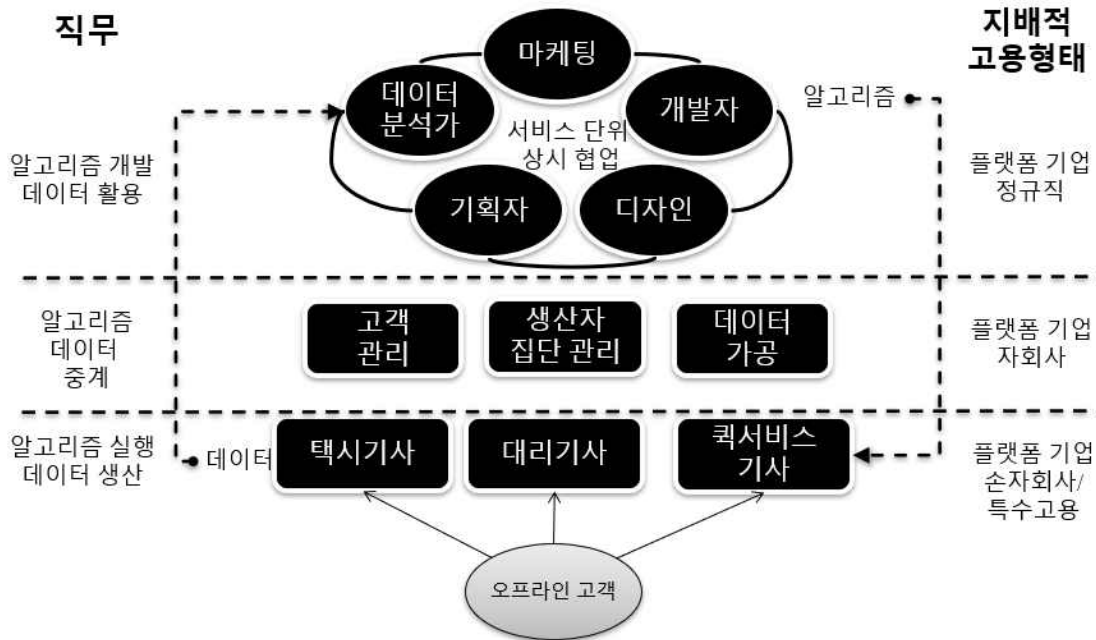 직무
지배적
고용형태
마케팅
데이터
분석가
개발자
알고리즘
서비스 단위
상시 협업
알고리즘 개발
데이터 활용
플랫폼 기업
정규직
기획자
디자인
알고리즘
데이터
중계
고객
관리
생산자
집단 관리
데이터
가공
플랫폼 기업
자회사
알고리즘 실행
데이터 생산
데이터
택시기사
대리기사
퀵서비스
기사
플랫폼 기업
손자회사/
특수고용
오프라인 고객